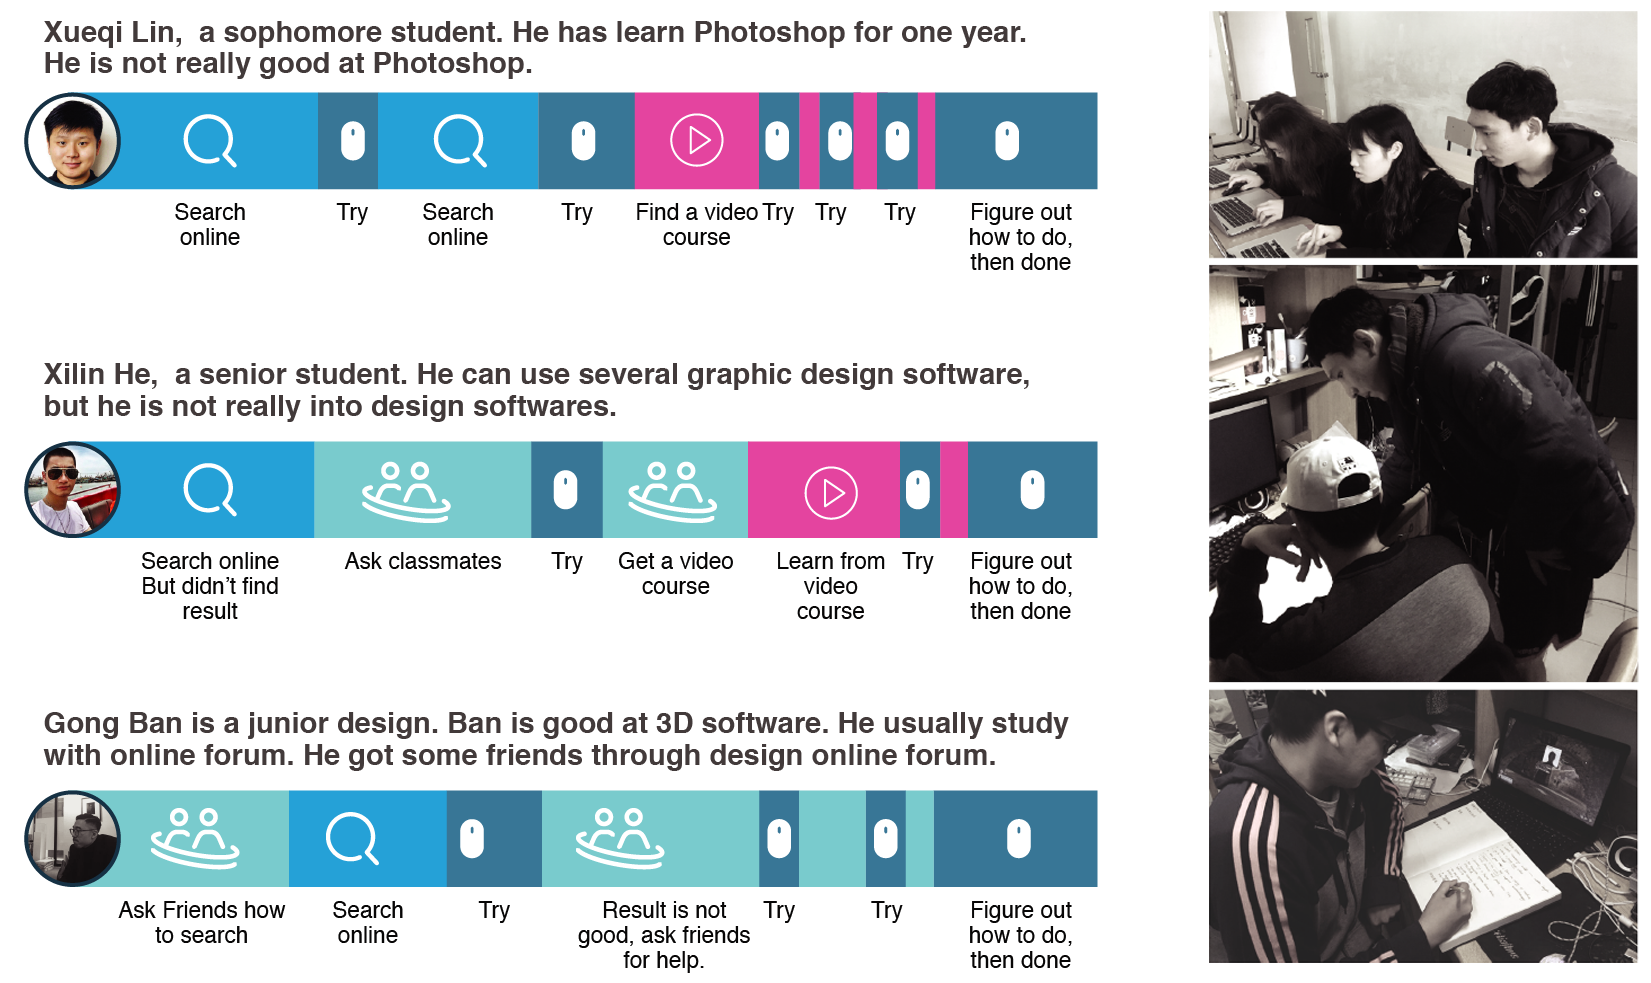 Xueqi Lin,  a sophomore student. He has learn Photoshop for one year.
He is not really good at Photoshop.
Search
online
Try
Search
online
Try
Find a video
course
Try
Try
Try
Figure out
how to do,
then done
Xilin He,  a senior student. He can use several graphic design software,
but he is not really into design softwares.
Search online
But didn’t find
result
Ask classmates
Try
Get a video
course
Learn from
video
course
Try
Figure out
how to do,
then done
Gong Ban is a junior design. Ban is good at 3D software. He usually study
with online forum. He got some friends through design online forum.
Ask Friends how
to search
Search
online
Try
Result is not
good, ask friends
for help.
Try
Try
Figure out
how to do,
then done